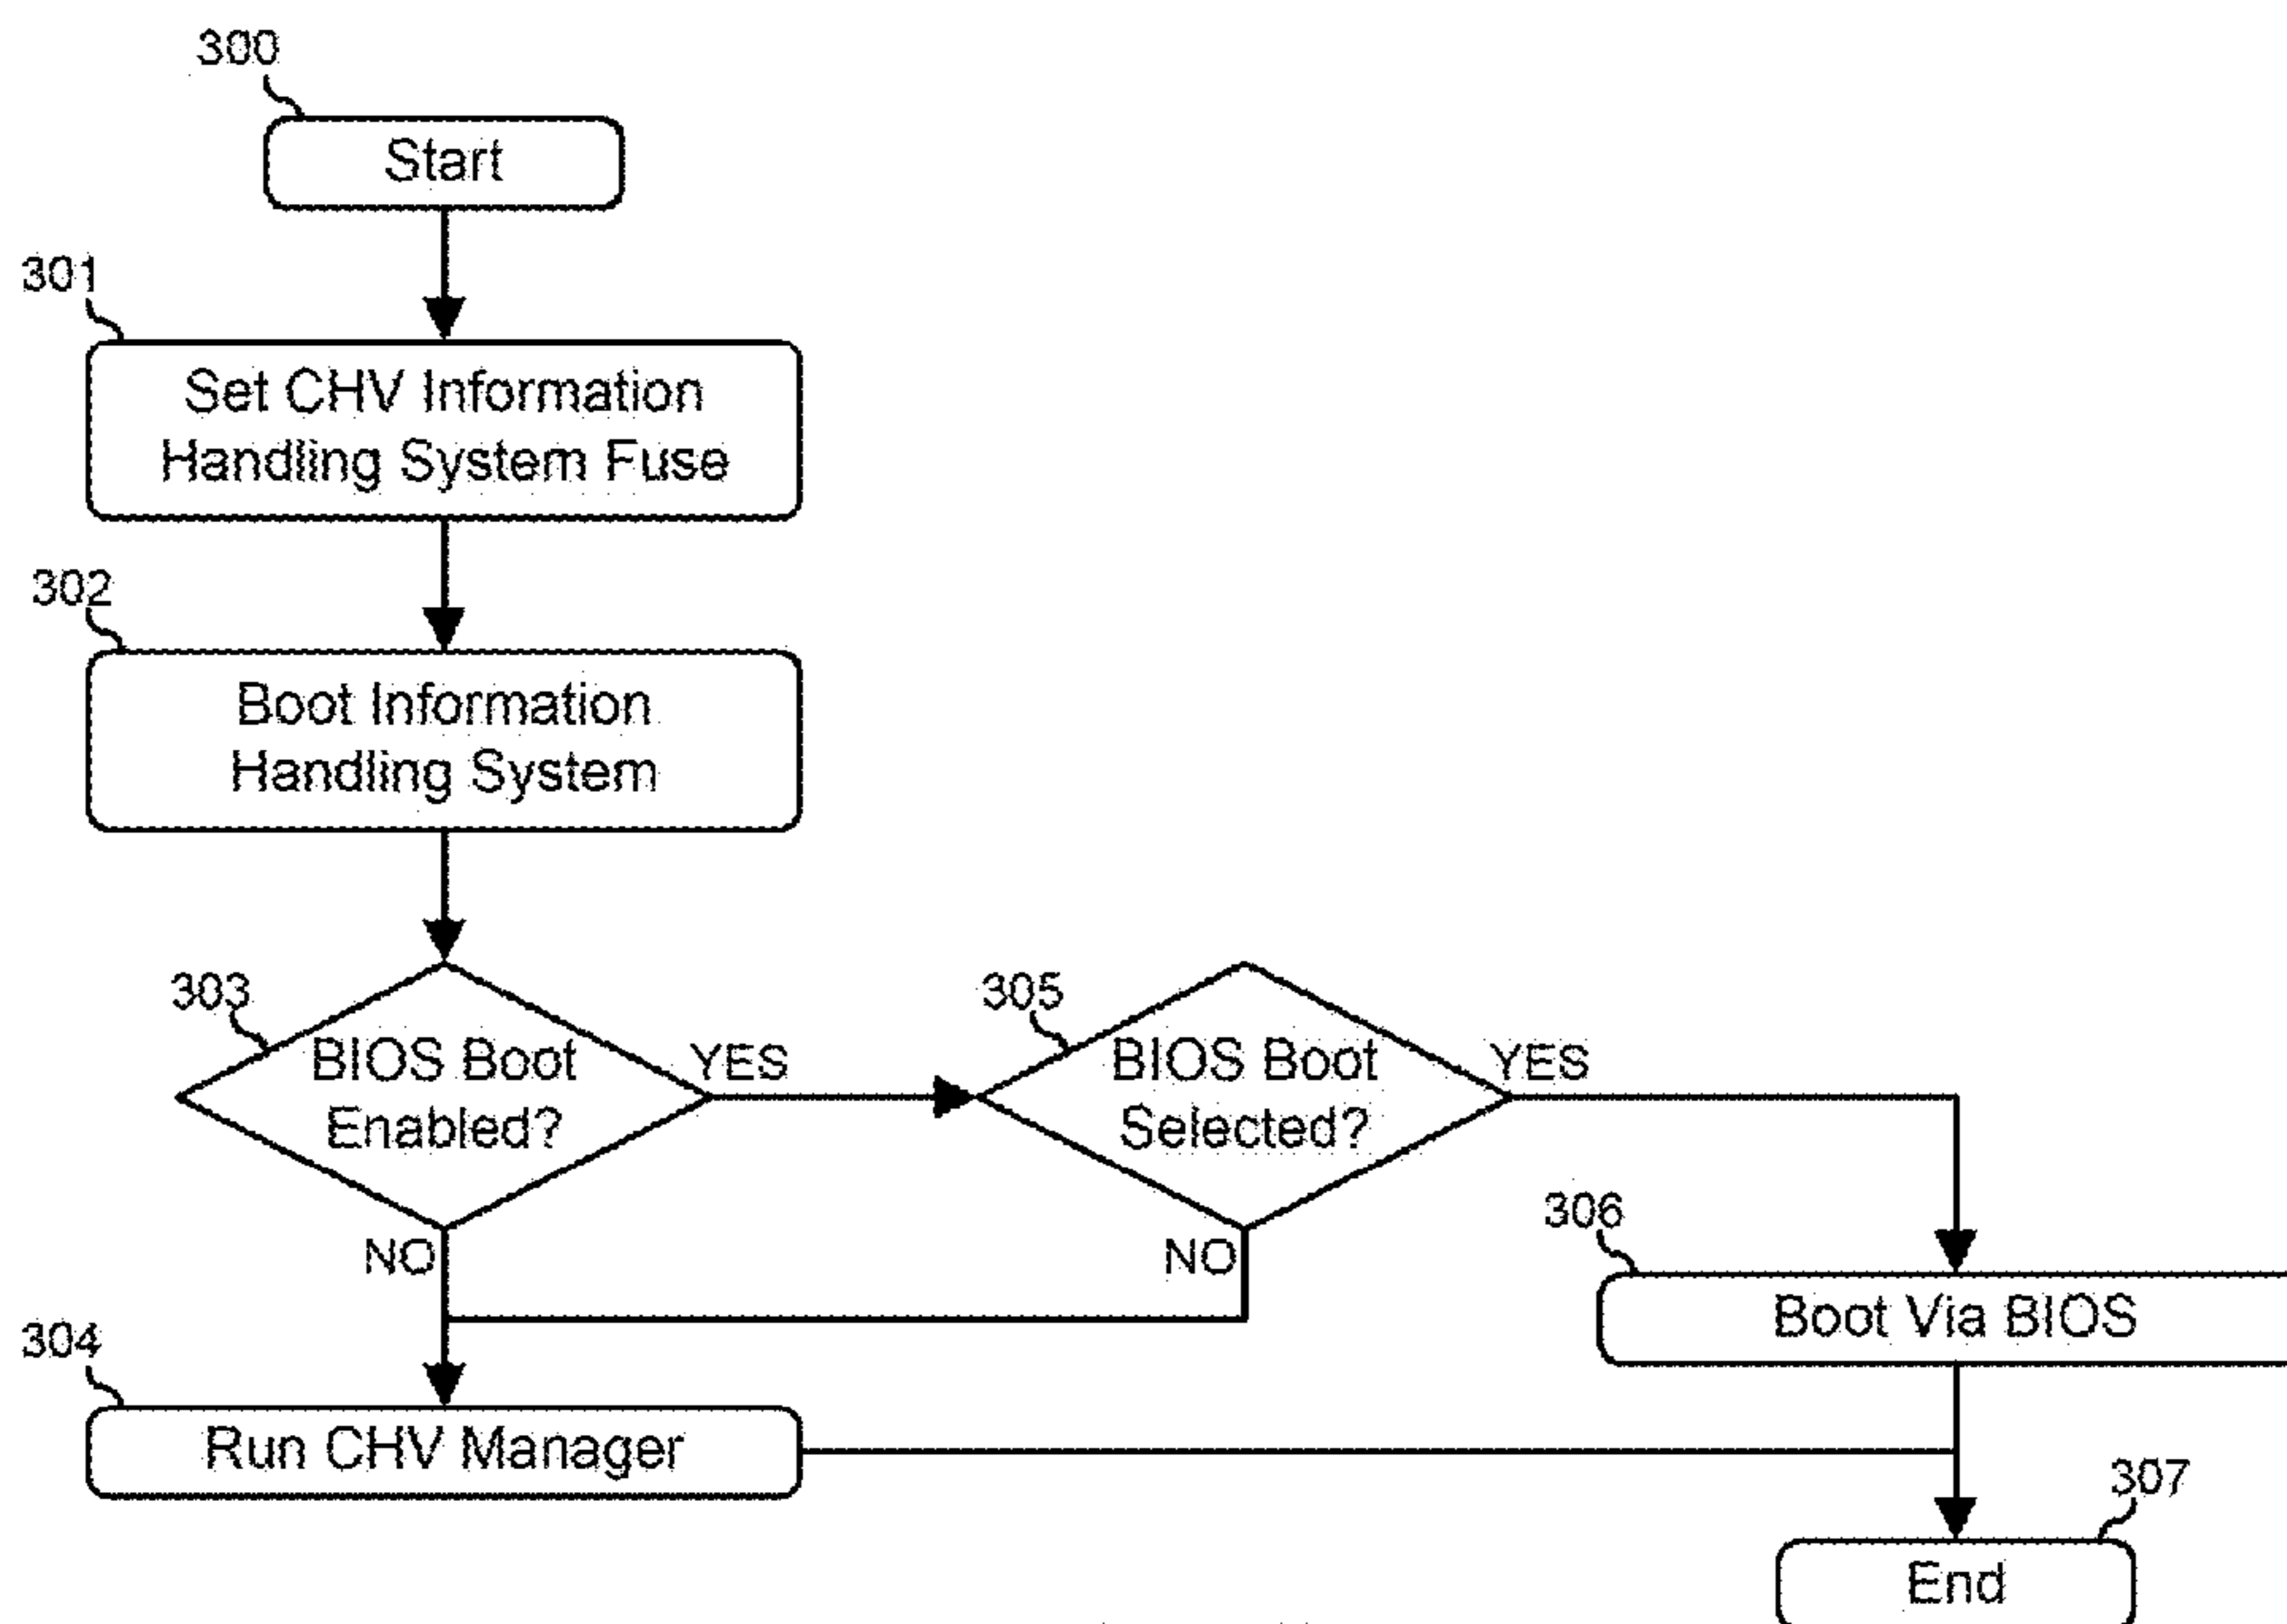 300
Start
301
Set CHV Information
Handling System Fuse
302
Boot Information
Handling System
303
BIOS Boot
Enabled?
YES
NO
305
BIOS Boot
Selected?
YES
NO
306
Boot Via BIOS
304
Run CHV Manager
307
End